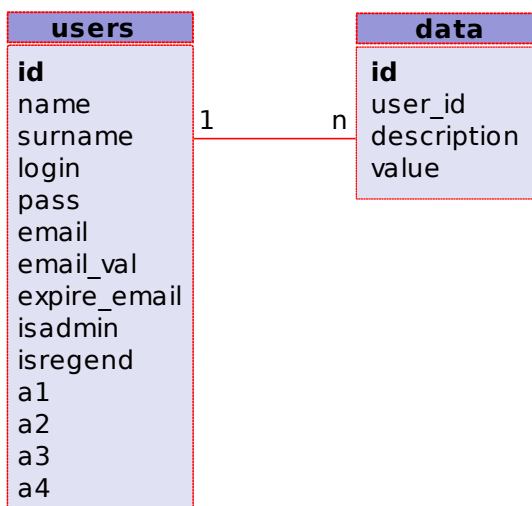 users
id
name
surname
login
pass
email
email_val
expire_email
isadmin
isregend
a1
a2
a3
a4
1
n
data
id
user_id
description
value